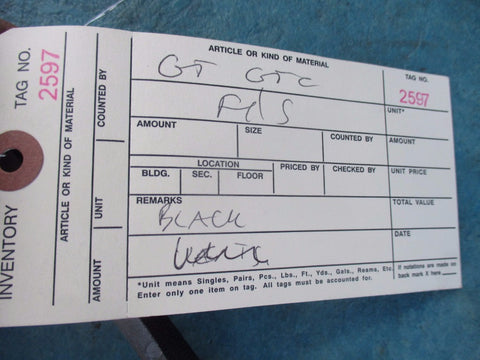 INVENTORY
TAG NO.
2597
ARTICLE OR KIND OF MATERIAL
COUNTED BY
UNIT
AMOUNT
ARTICLE OR KIND OF MATERIAL
GT GTC
F/S
TAG NO.
2597
UNIT*
AMOUNT SIZE COUNTED BY AMOUNT
LOCATION
BLDG. SEC. FLOOR PRICED BY CHECKED BY UNIT PRICE
REMARKS
BLACK
TOTAL VALUE
DATE
*Unit means Singles, Pairs, Pcs., Lbs., Ft., Yds., Gals., Reams, Etc.
Enter only one item on tag. All tags must be accounted for.
If notations are made on
back mark it here